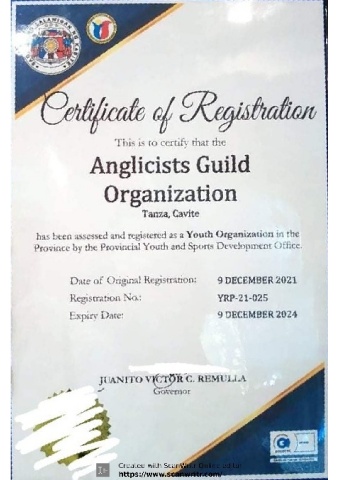 Certificate of Registration
This is to certify that the
Anglicists Guild
Organization
Tanza, Cavite
has been assessed and registered as a Youth Organization in the
Province by the Provincial Youth and Sports Development Office.
Date of Original Registration: 9 DECEMBER 2021
Registration No.: YRP-21-025
Expiry Date: 9 DECEMBER 2024
JUANITO VICTOR C. REMULLA
Governor
Created with ScanWritr Online
https://www.scanwritr.com/